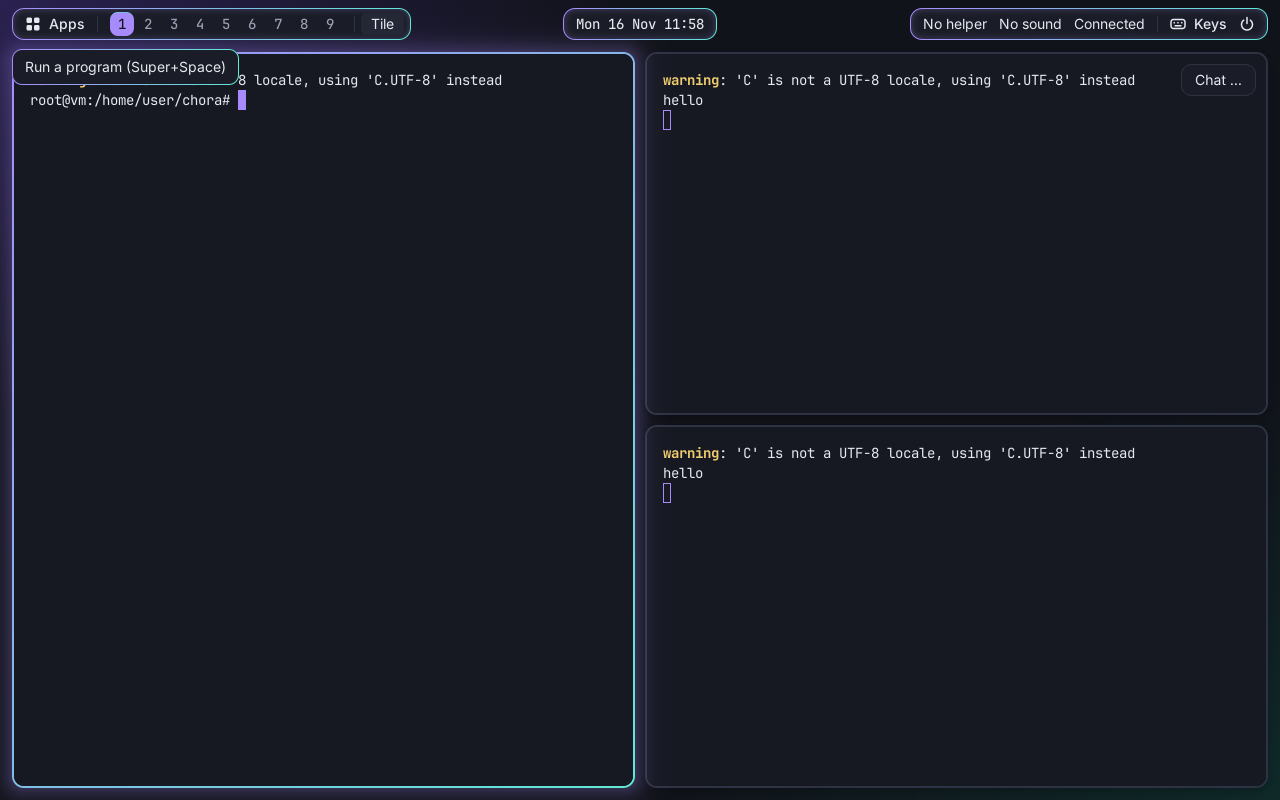 Apps 1 2 3 4 5 6 7 8 9 Tile
Mon 16 Nov 11:58
No helper No sound Connected Keys
Run a program (Super+Space)
8 locale, using 'C.UTF-8' instead
root@vm:/home/user/chora#
warning: 'C' is not a UTF-8 locale, using 'C.UTF-8' instead
hello
Chat ...
warning: 'C' is not a UTF-8 locale, using 'C.UTF-8' instead
hello